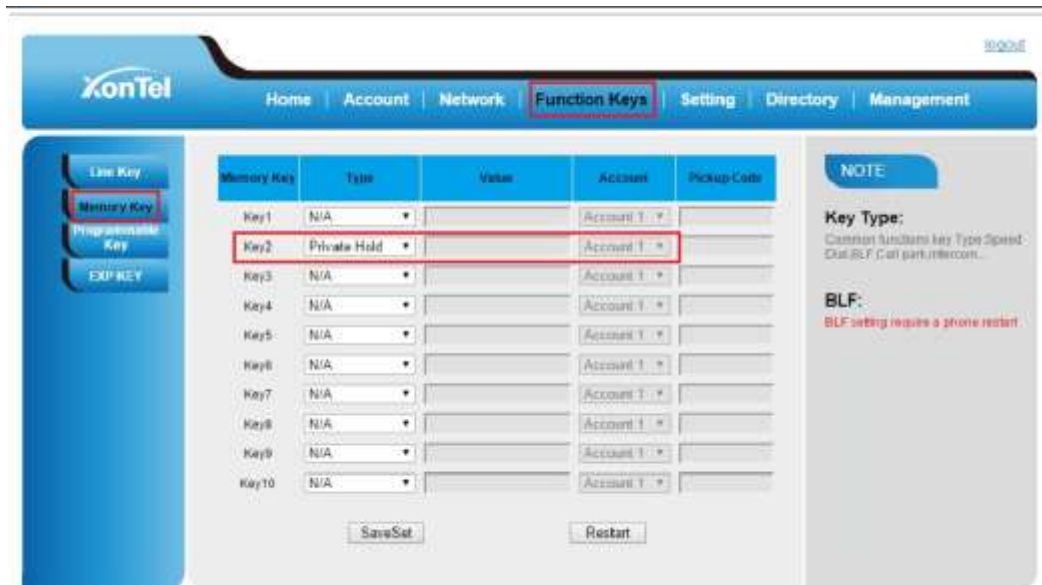 logout
XonTel
Home | Account | Network | Function Keys | Setting | Directory | Management
Line Key
Memory Key
Programmable Key
EXP KEY
Memory Key Type Value Account Pickup Code
Key1 N/A Account 1
Key2 Private Hold Account 1
Key3 N/A Account 1
Key4 N/A Account 1
Key5 N/A Account 1
Key6 N/A Account 1
Key7 N/A Account 1
Key8 N/A Account 1
Key9 N/A Account 1
Key10 N/A Account 1
SaveSet Restart
NOTE
Key Type:
Common functions key Type Speed
Dial,BLF,Call park,Intercom...
BLF:
BLF setting require a phone restart